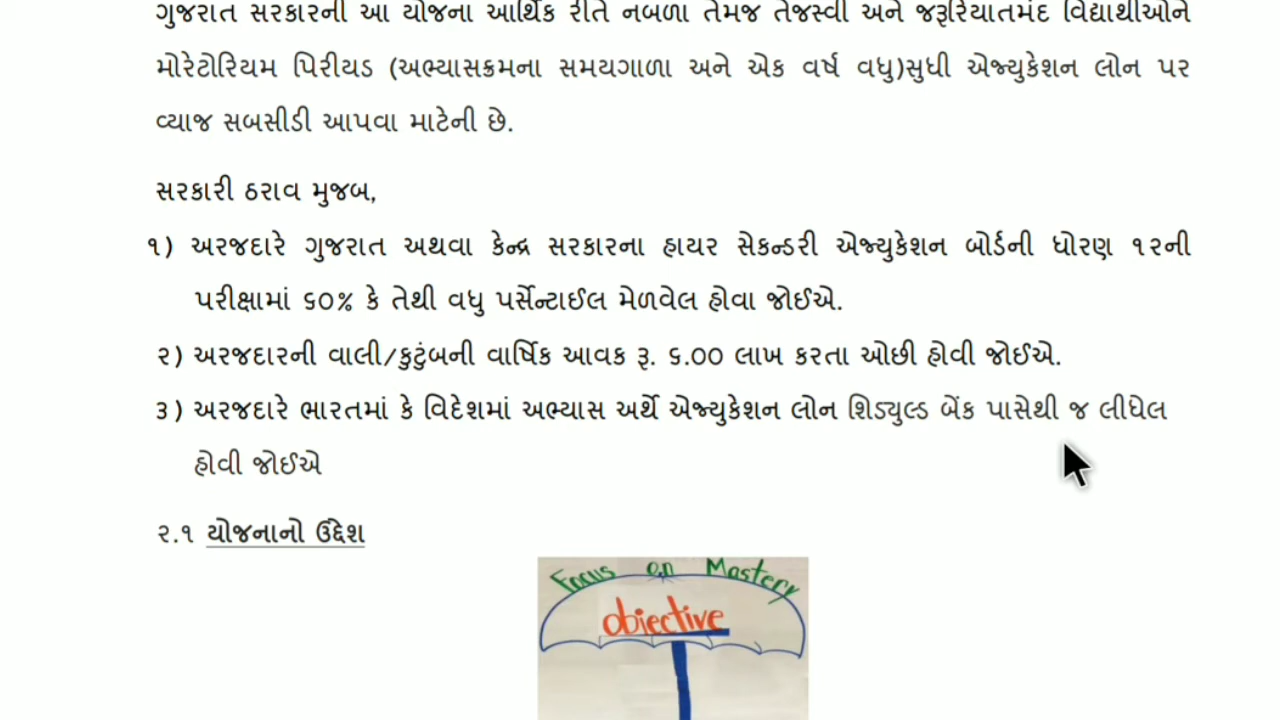 ગુજરાત સરકારની આ યોજના આર્થિક રીતે નબળા તેમજ તેજસ્વી અને જરૂરિયાતમંદ વિદ્યાર્થીઓને
મોરેટોરિયમ પિરીયડ (અભ્યાસક્રમના સમયગાળા અને એક વર્ષ વધુ)સુધી એજ્યુકેશન લોન પર
વ્યાજ સબસીડી આપવા માટેની છે.
સરકારી ઠરાવ મુજબ,
૧) અરજદારે ગુજરાત અથવા કેન્દ્ર સરકારના હાયર સેકન્ડરી એજ્યુકેશન બોર્ડની ધોરણ ૧૨ની
પરીક્ષામાં ૬૦% કે તેથી વધુ પર્સેન્ટાઈલ મેળવેલ હોવા જોઈએ.
૨) અરજદારની વાલી/કુટુંબની વાર્ષિક આવક રૂ. ૬.૦૦ લાખ કરતા ઓછી હોવી જોઈએ.
૩) અરજદારે ભારતમાં કે વિદેશમાં અભ્યાસ અર્થે એજ્યુકેશન લોન શિડ્યુલ્ડ બેંક પાસેથી જ લીધેલ
હોવી જોઈએ
૨.૧ યોજનાનો ઉદ્દેશ
Focus on Mastery
objective